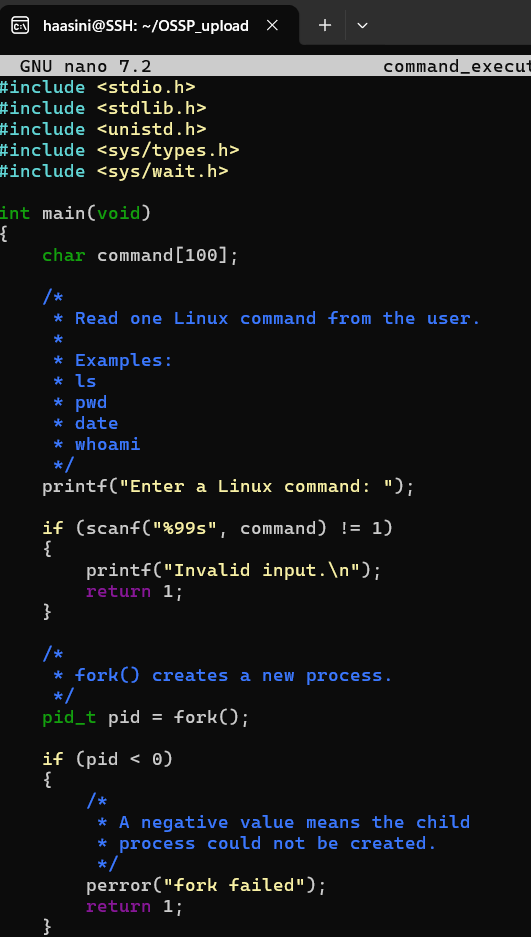 haasini@SSH: ~/OSSP_upload
GNU nano 7.2 command_execut
#include <stdio.h>
#include <stdlib.h>
#include <unistd.h>
#include <sys/types.h>
#include <sys/wait.h>

int main(void)
{
    char command[100];

    /*
     * Read one Linux command from the user.
     *
     * Examples:
     * ls
     * pwd
     * date
     * whoami
     */
    printf("Enter a Linux command: ");

    if (scanf("%99s", command) != 1)
    {
        printf("Invalid input.\n");
        return 1;
    }

    /*
     * fork() creates a new process.
     */
    pid_t pid = fork();

    if (pid < 0)
    {
        /*
         * A negative value means the child
         * process could not be created.
         */
        perror("fork failed");
        return 1;
    }